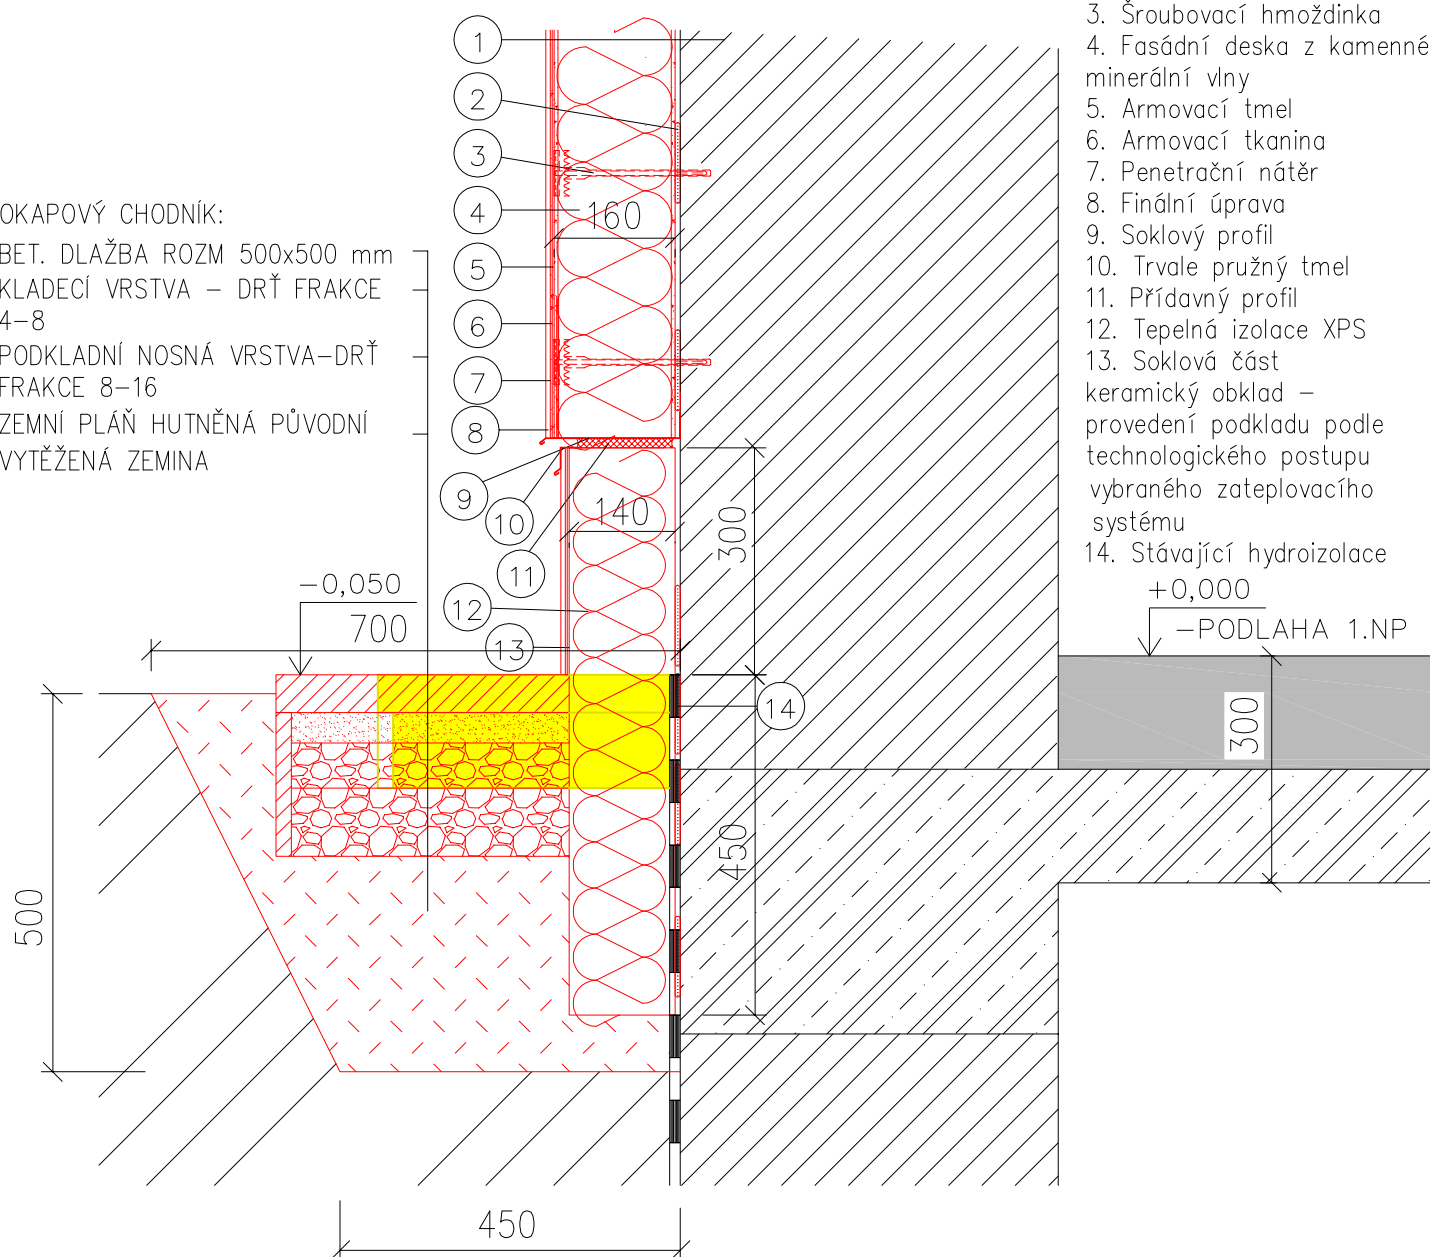 3. Šroubovací hmoždinka
4. Fasádní deska z kamenné
minerální vlny
5. Armovací tmel
6. Armovací tkanina
7. Penetrační nátěr
8. Finální úprava
9. Soklový profil
10. Trvale pružný tmel
11. Přídavný profil
12. Tepelná izolace XPS
13. Soklová část
keramický obklad –
provedení podkladu podle
technologického postupu
vybraného zateplovacího
systému
14. Stávající hydroizolace
OKAPOVÝ CHODNÍK:
BET. DLAŽBA ROZM 500x500 mm
KLADECÍ VRSTVA – DRŤ FRAKCE
4–8
PODKLADNÍ NOSNÁ VRSTVA–DRŤ
FRAKCE 8–16
ZEMNÍ PLÁŇ HUTNĚNÁ PŮVODNÍ
VYTĚŽENÁ ZEMINA
1
2
3
4
5
6
7
8
9
10
11
12
13
14
160
140
300
–0,050
700
+0,000
–PODLAHA 1.NP
300
450
500
450